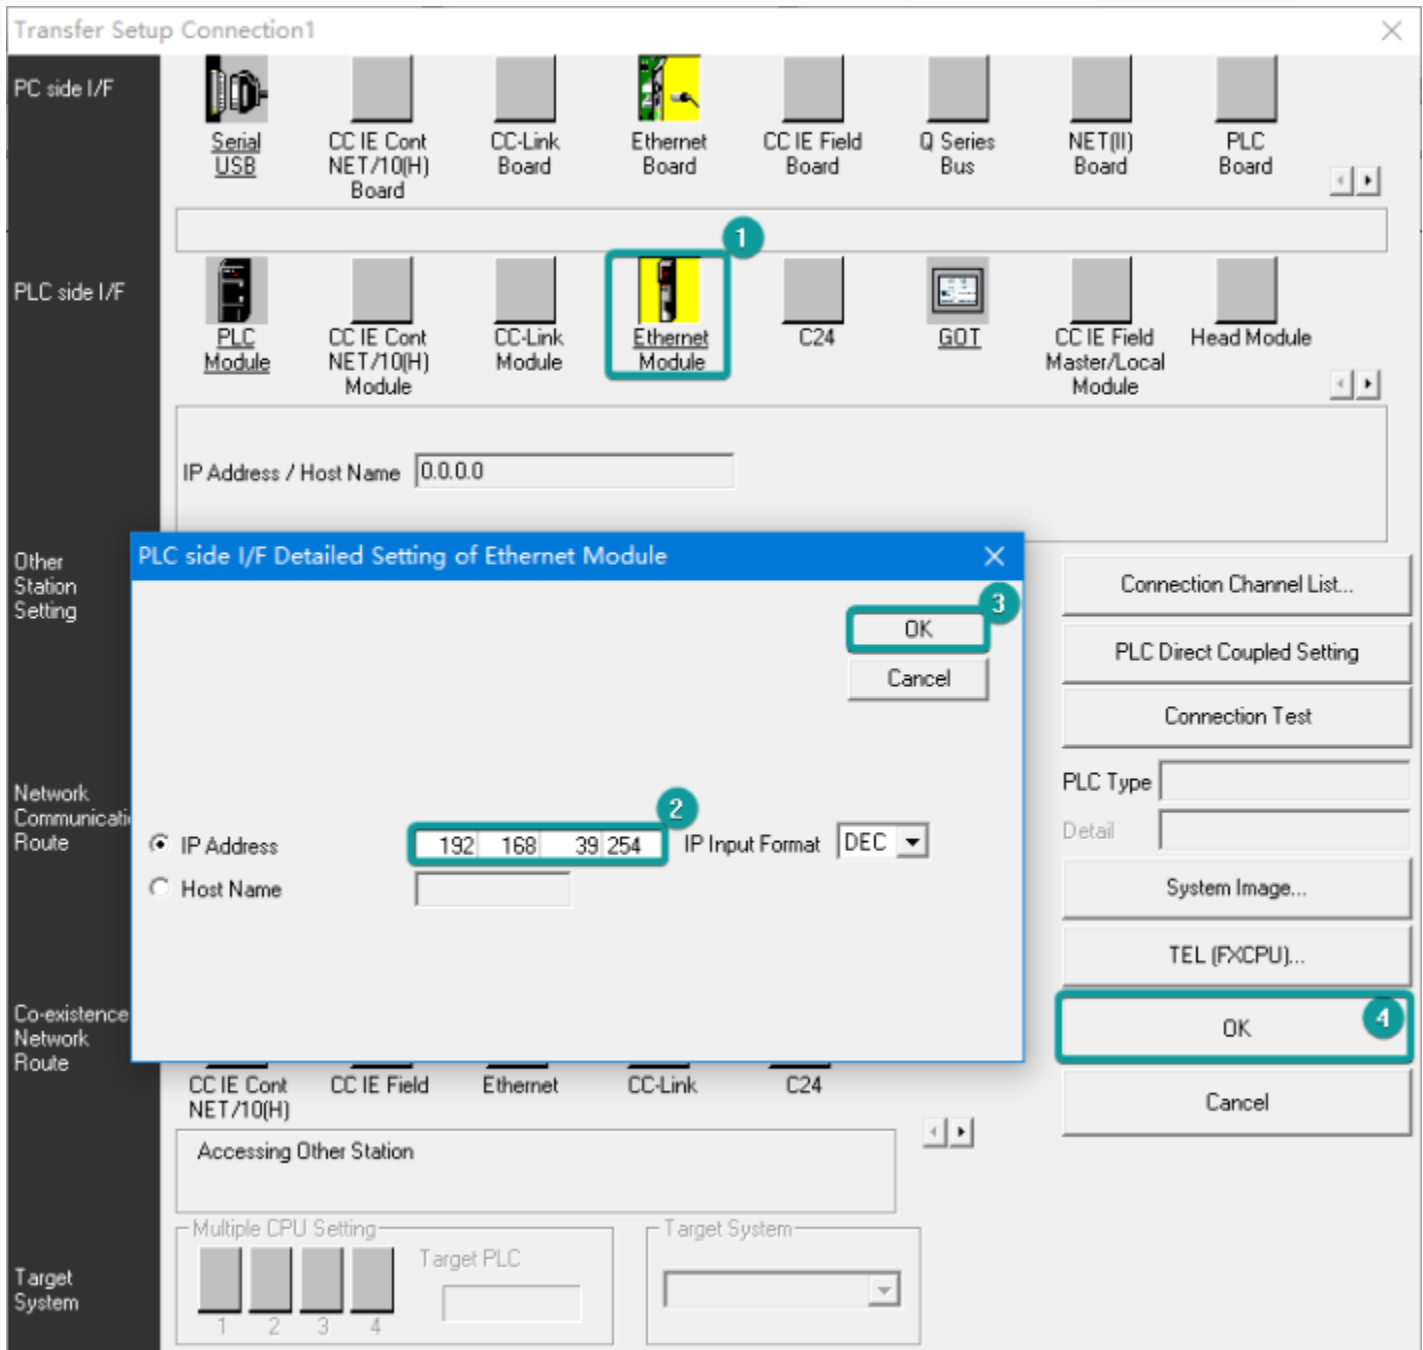 Transfer Setup Connection1
PC side I/F
Serial
USB
CC IE Cont
NET/10(H)
Board
CC-Link
Board
Ethernet
Board
CC IE Field
Board
Q Series
Bus
NET(II)
Board
PLC
Board
1
PLC side I/F
PLC
Module
CC IE Cont
NET/10(H)
Module
CC-Link
Module
Ethernet
Module
C24
GOT
CC IE Field
Master/Local
Module
Head Module
IP Address / Host Name 0.0.0.0
Other
Station
Setting
PLC side I/F Detailed Setting of Ethernet Module
3
OK
Cancel
2
IP Address 192 168 39 254 IP Input Format DEC
Host Name
Connection Channel List...
PLC Direct Coupled Setting
Connection Test
PLC Type
Detail
System Image...
TEL (FXCPU)...
OK 4
Cancel
Network
Communicati
Route
Co-existence
Network
Route
CC IE Cont
NET/10(H)
CC IE Field
Ethernet
CC-Link
C24
Accessing Other Station
Target
System
Multiple CPU Setting
Target PLC
1 2 3 4
Target System